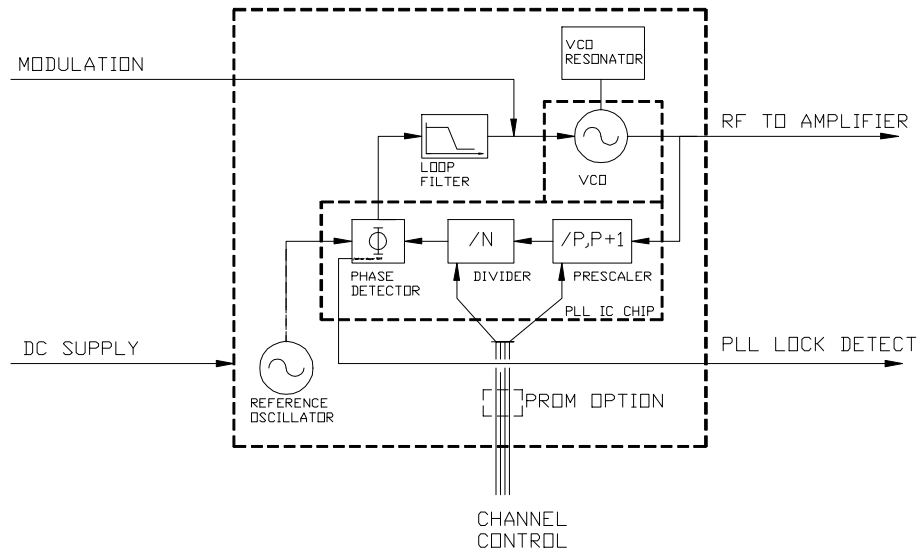 MODULATION
VCO
RESONATOR
RF TO AMPLIFIER
LOOP
FILTER
VCO
/N
/P,P+1
PHASE
DETECTOR
DIVIDER
PRESCALER
PLL IC CHIP
DC SUPPLY
PLL LOCK DETECT
REFERENCE
OSCILLATOR
PROM OPTION
CHANNEL
CONTROL